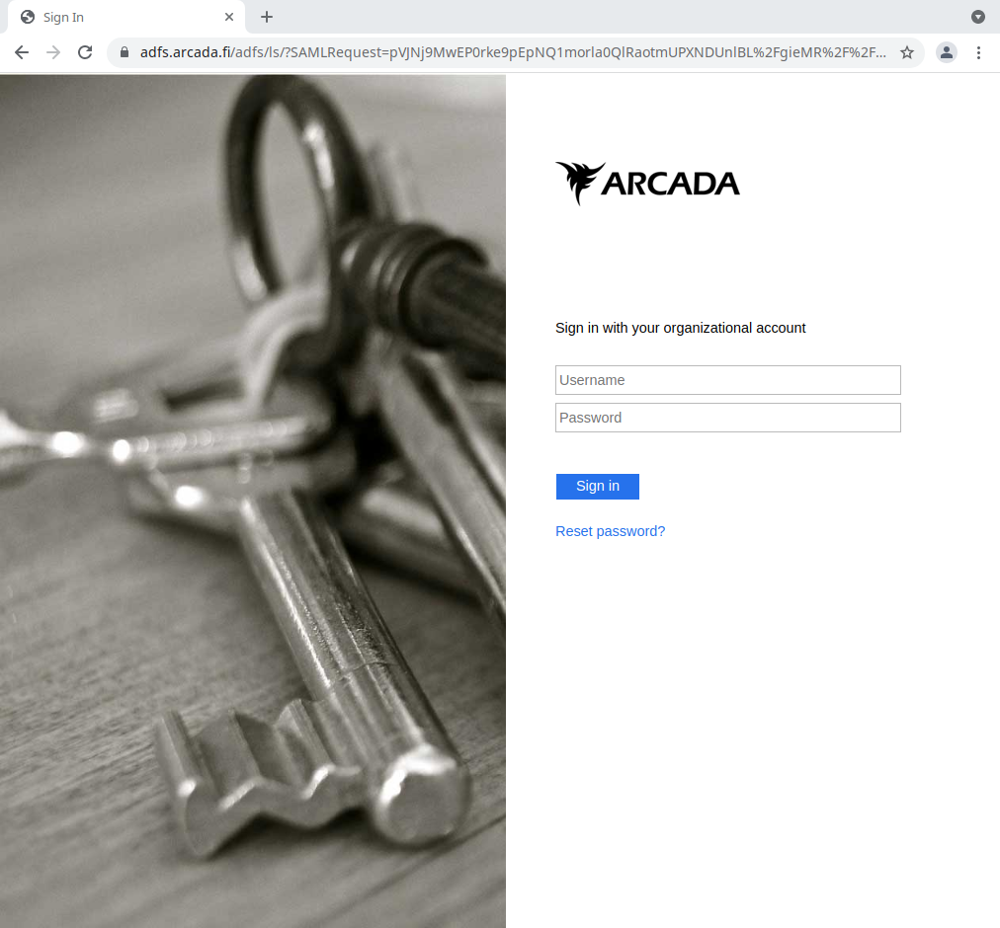 Sign In
adfs.arcada.fi/adfs/ls/?SAMLRequest=pVJNj9MwEP0rke9pEpNQ1morla0QlRaotmUPXNDUnlBL%2FgieMR%2F%2F...
ARCADA
Sign in with your organizational account
Username
Password
Sign in
Reset password?